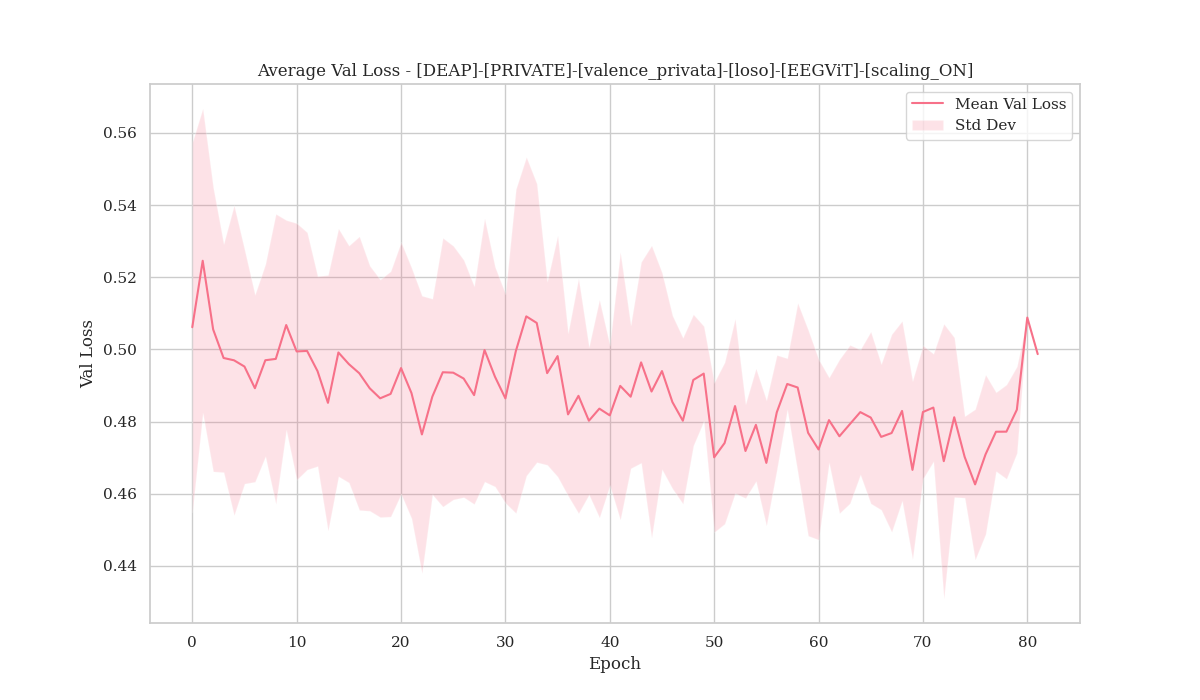 Average Val Loss - [DEAP]-[PRIVATE]-[valence_privata]-[loso]-[EEGViT]-[scaling_ON]
Mean Val Loss
Std Dev
Val Loss
0.56
0.54
0.52
0.50
0.48
0.46
0.44
0 10 20 30 40 50 60 70 80
Epoch